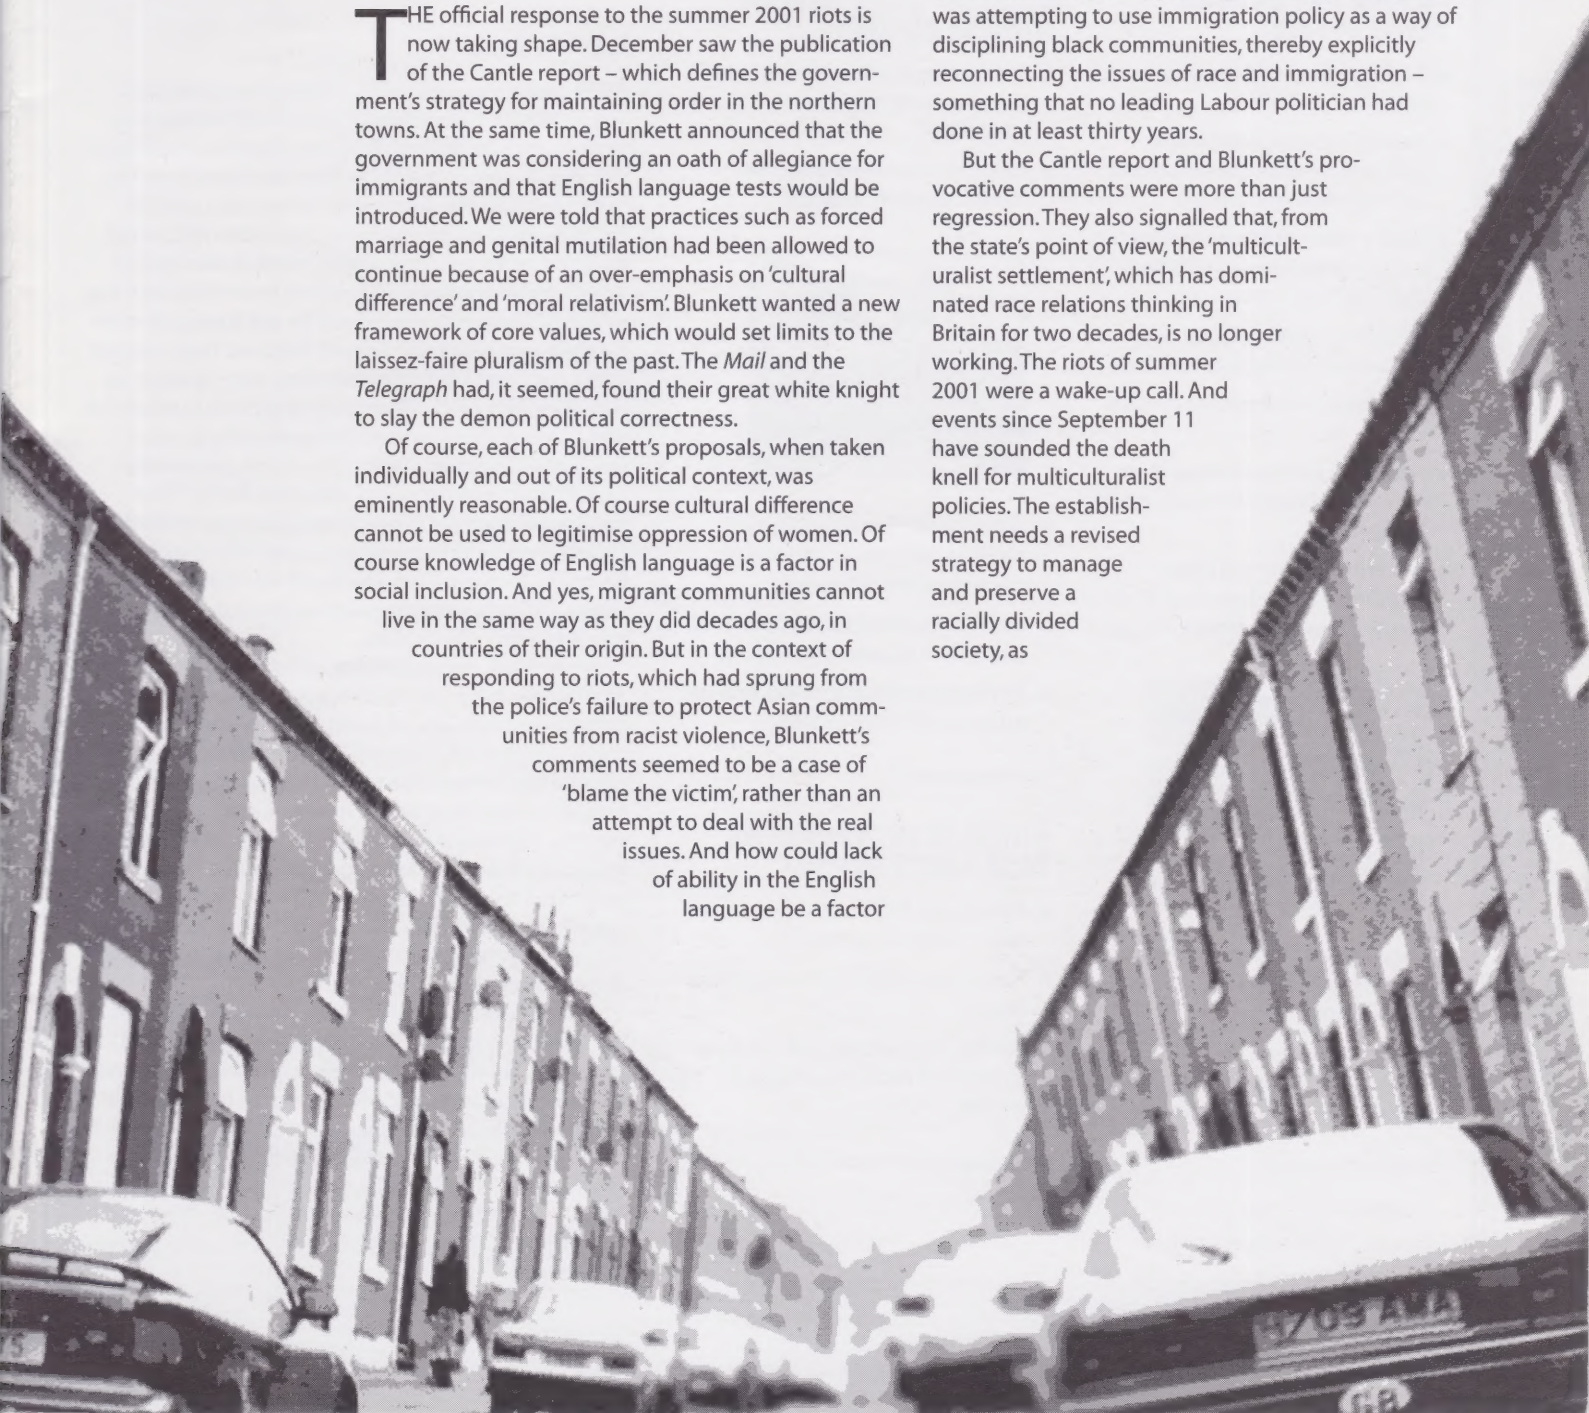 THE official response to the summer 2001 riots is
now taking shape. December saw the publication
of the Cantle report – which defines the govern-
ment's strategy for maintaining order in the northern
towns. At the same time, Blunkett announced that the
government was considering an oath of allegiance for
immigrants and that English language tests would be
introduced. We were told that practices such as forced
marriage and genital mutilation had been allowed to
continue because of an over-emphasis on 'cultural
difference' and 'moral relativism'. Blunkett wanted a new
framework of core values, which would set limits to the
laissez-faire pluralism of the past. The Mail and the
Telegraph had, it seemed, found their great white knight
to slay the demon political correctness.
Of course, each of Blunkett's proposals, when taken
individually and out of its political context, was
eminently reasonable. Of course cultural difference
cannot be used to legitimise oppression of women. Of
course knowledge of English language is a factor in
social inclusion. And yes, migrant communities cannot
live in the same way as they did decades ago, in
countries of their origin. But in the context of
responding to riots, which had sprung from
the police's failure to protect Asian comm-
unities from racist violence, Blunkett's
comments seemed to be a case of
'blame the victim', rather than an
attempt to deal with the real
issues. And how could lack
of ability in the English
language be a factor
was attempting to use immigration policy as a way of
disciplining black communities, thereby explicitly
reconnecting the issues of race and immigration –
something that no leading Labour politician had
done in at least thirty years.
But the Cantle report and Blunkett's pro-
vocative comments were more than just
regression. They also signalled that, from
the state's point of view, the 'multicult-
uralist settlement', which has domi-
nated race relations thinking in
Britain for two decades, is no longer
working. The riots of summer
2001 were a wake-up call. And
events since September 11
have sounded the death
knell for multiculturalist
policies. The establish-
ment needs a revised
strategy to manage
and preserve a
racially divided
society, as
GB